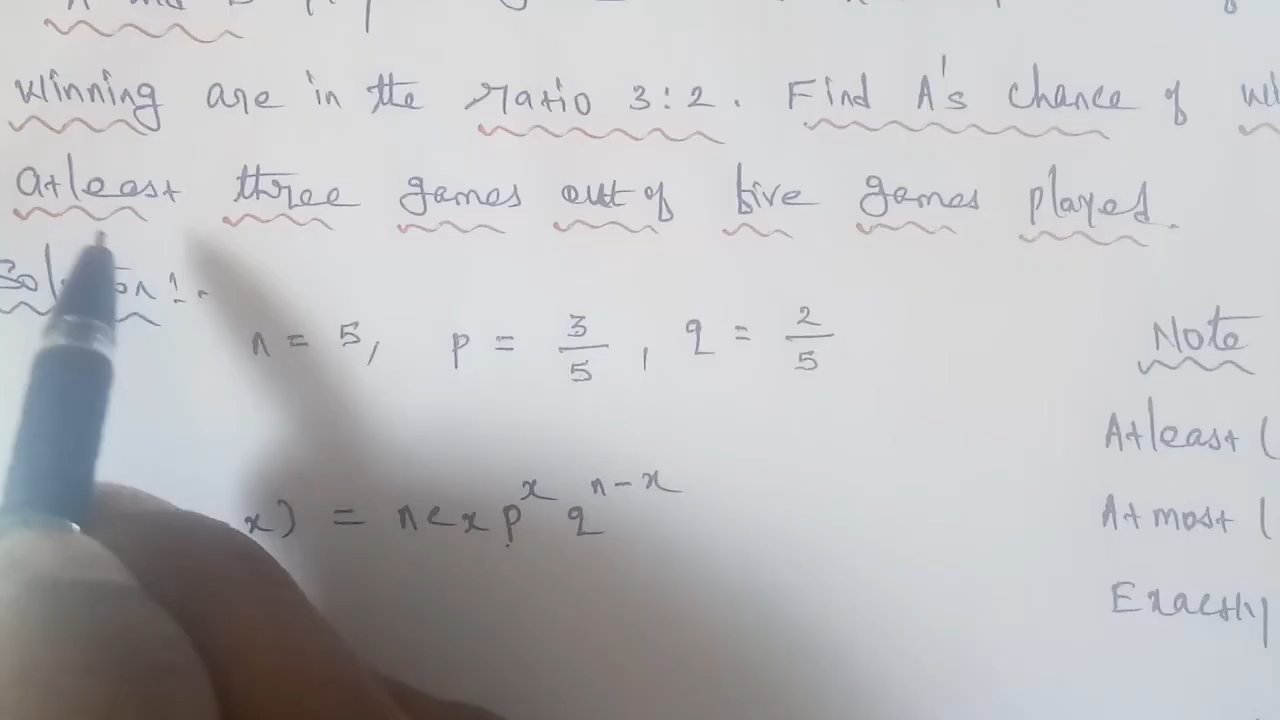 winning are in the ratio 3:2. Find A's chance of
atleast three games out of five games played.
Solution:-
n = 5, p = 3/5, q = 2/5
Note
Atleast (
x) = ncx p^x q^n-x
Atmost (
Exactly